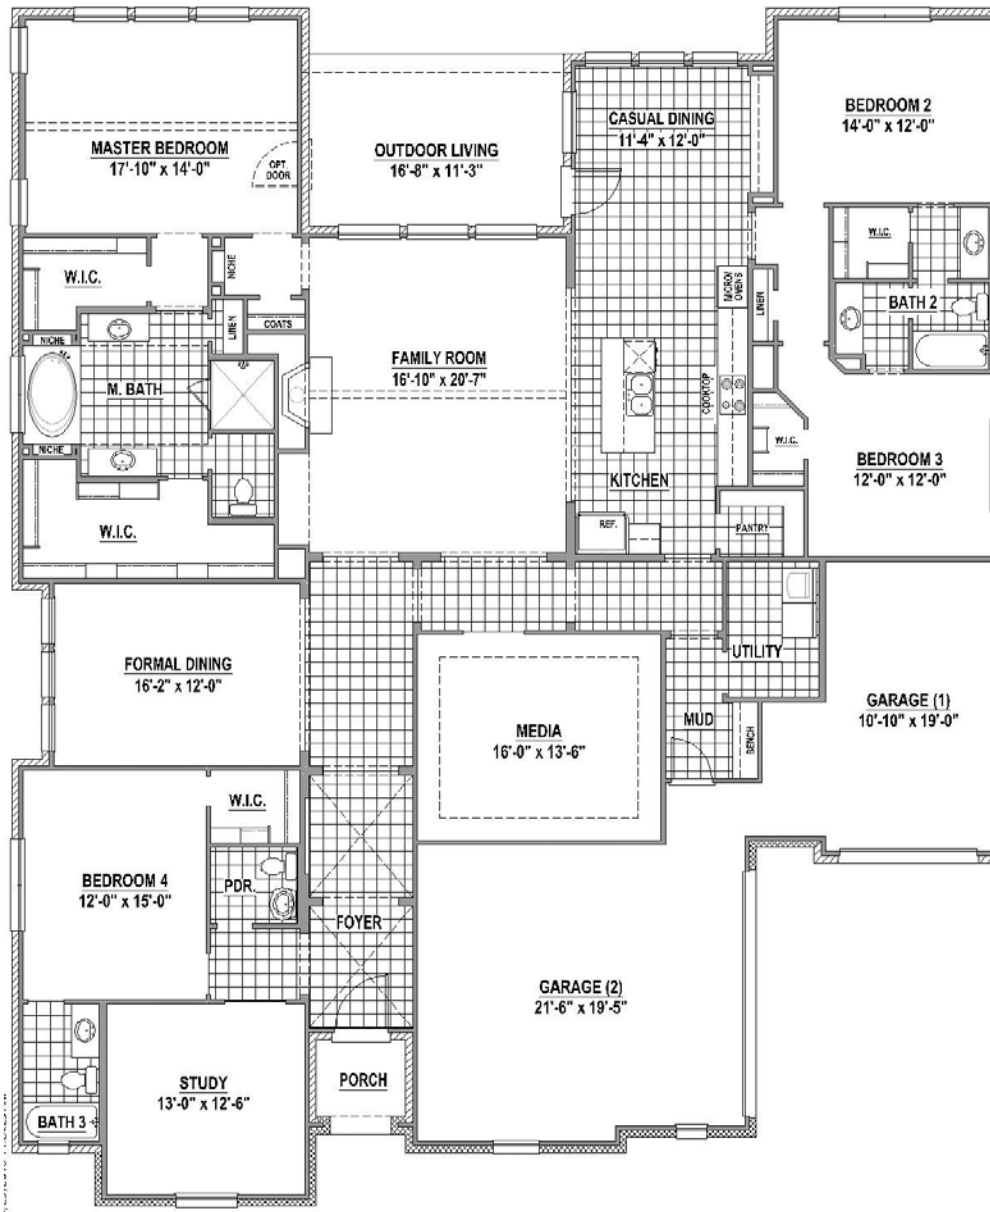 MASTER BEDROOM
17'-10" x 14'-0"
OPT.
DOOR
OUTDOOR LIVING
16'-8" x 11'-3"
CASUAL DINING
11'-4" x 12'-0"
BEDROOM 2
14'-0" x 12'-0"
W.I.C.
NICHE
LINEN
COATS
NICHE
M. BATH
NICHE
W.I.C.
FAMILY ROOM
16'-10" x 20'-7"
MICRO/
OVENS
LINEN
COOKTOP
KITCHEN
REF.
PANTRY
W.I.C.
BATH 2
W.I.C.
BEDROOM 3
12'-0" x 12'-0"
FORMAL DINING
16'-2" x 12'-0"
MEDIA
16'-0" x 13'-6"
UTILITY
MUD
BENCH
GARAGE (1)
10'-10" x 19'-0"
W.I.C.
BEDROOM 4
12'-0" x 15'-0"
PDR.
FOYER
GARAGE (2)
21'-6" x 19'-5"
STUDY
13'-0" x 12'-6"
BATH 3
PORCH